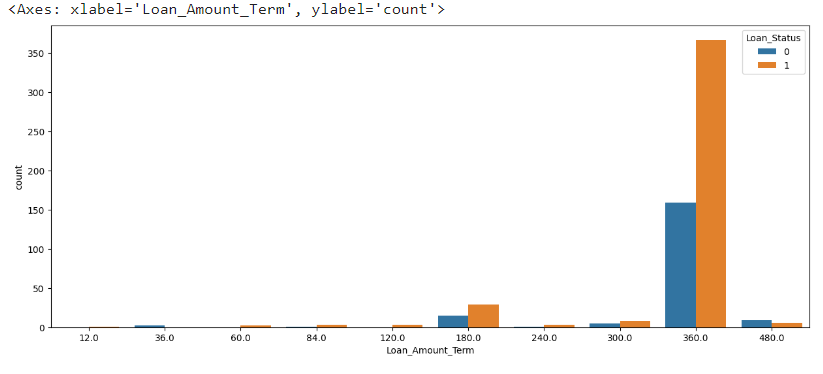 <Axes: xlabel='Loan_Amount_Term', ylabel='count'>
Loan_Status
0
1
350
300
250
200
150
100
50
0
count
12.0 36.0 60.0 84.0 120.0 180.0 240.0 300.0 360.0 480.0
Loan_Amount_Term